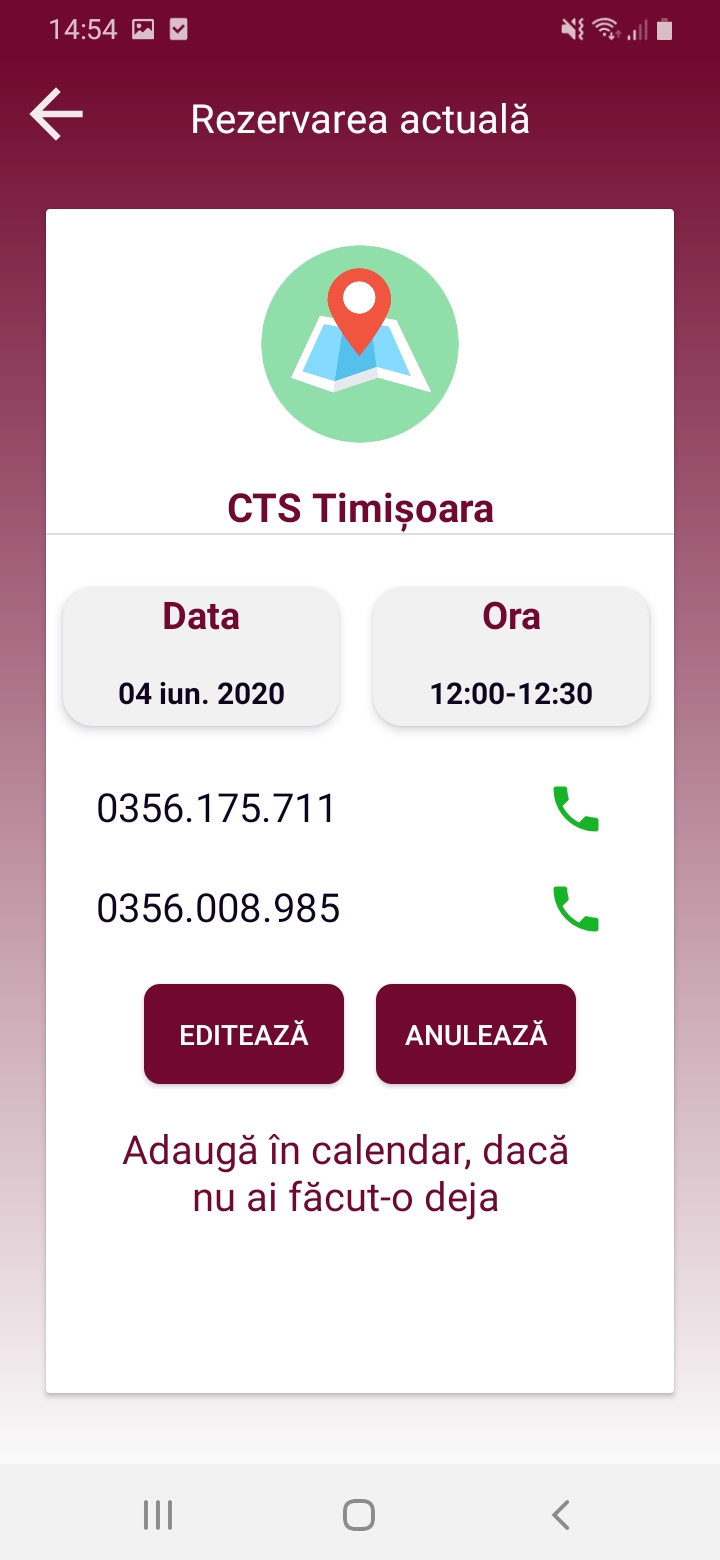 14:54
Rezervarea actuală
CTS Timișoara
Data
Ora
04 iun. 2020
12:00-12:30
0356.175.711
0356.008.985
EDITEAZĂ
ANULEAZĂ
Adaugă în calendar, dacă
nu ai făcut-o deja